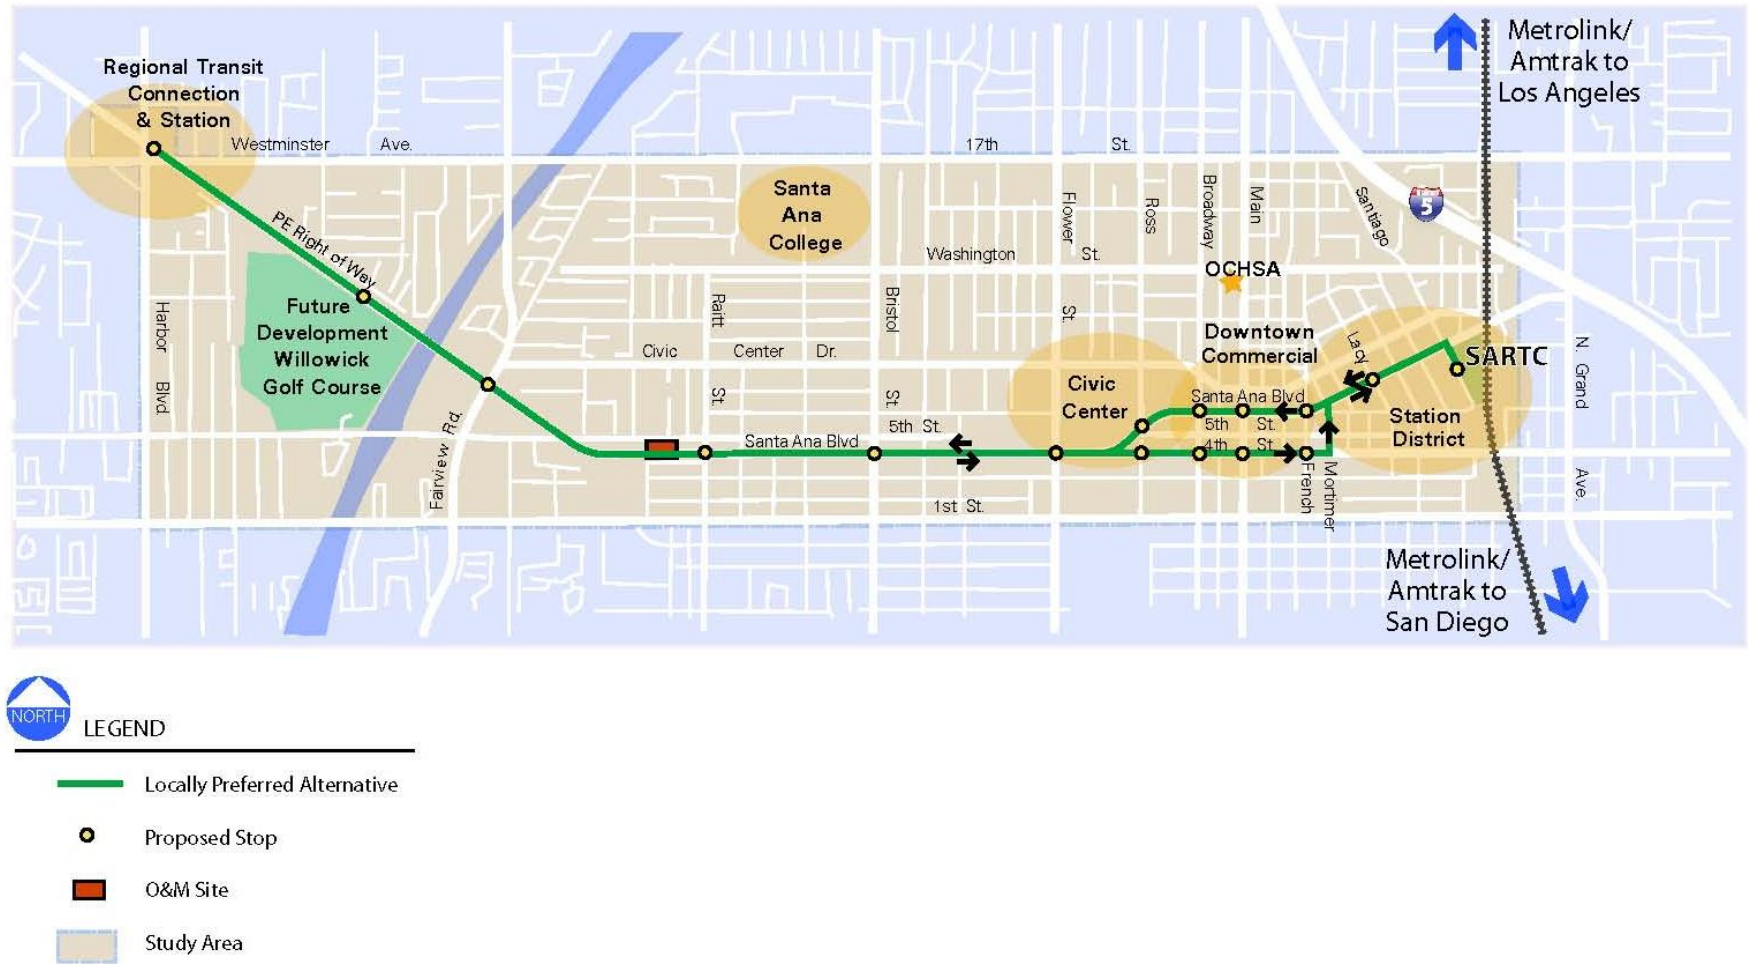 Regional Transit
Connection
& Station
Westminster Ave.
17th St.
Metrolink/
Amtrak to
Los Angeles
5
Santa
Ana
College
PE Right of Way
Flower
St.
Ross
Broadway
Main
Santiago
Washington St.
OCHSA
Harbor
Blvd.
Future
Development
Willowick
Golf Course
Raitt
St.
Bristol
St.
Civic Center Dr.
Downtown
Commercial
Lacy
SARTC
N. Grand
Ave.
Civic
Center
Santa Ana Blvd
5th St.
4th St.
Station
District
Fairview Rd.
Santa Ana Blvd
5th St.
French
Mortimer
1st St.
Metrolink/
Amtrak to
San Diego
NORTH
LEGEND
Locally Preferred Alternative
Proposed Stop
O&M Site
Study Area